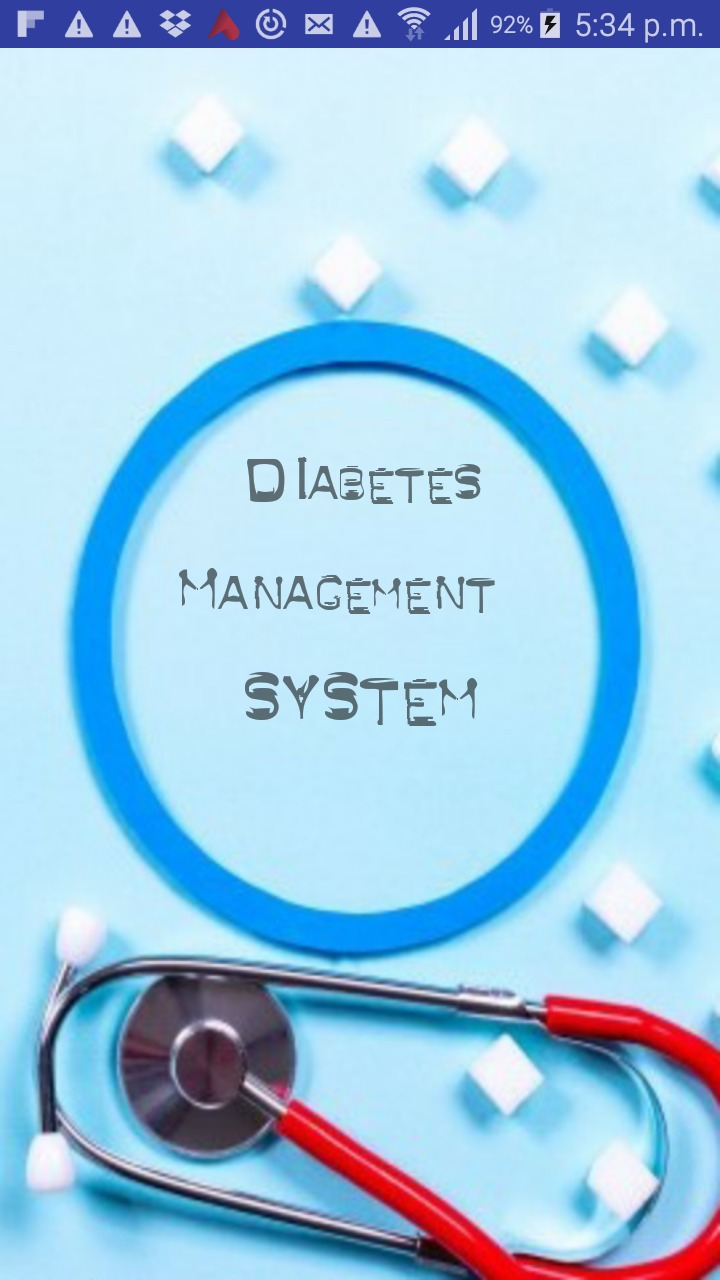 92% 5:34 p.m.
Diabetes
Management
SYSTEM